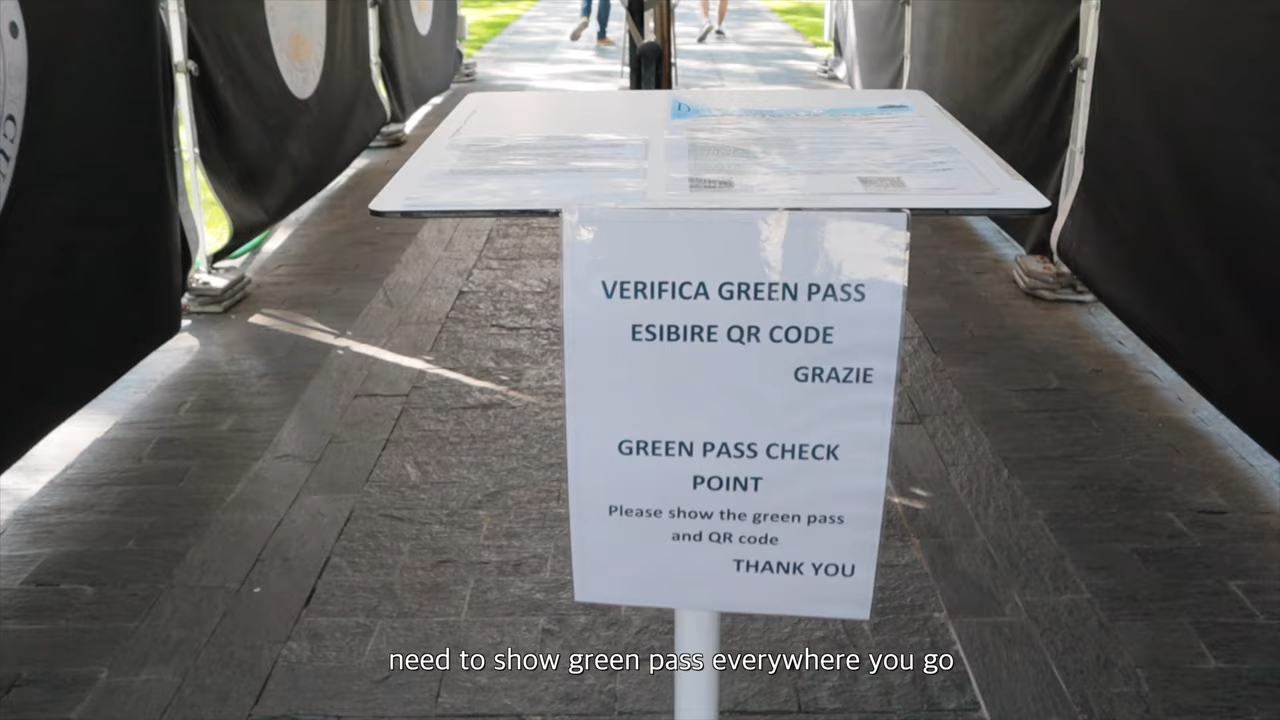 VERIFICA GREEN PASS
ESIBIRE QR CODE
GRAZIE
GREEN PASS CHECK
POINT
Please show the green pass
and QR code
THANK YOU
need to show green pass everywhere you go